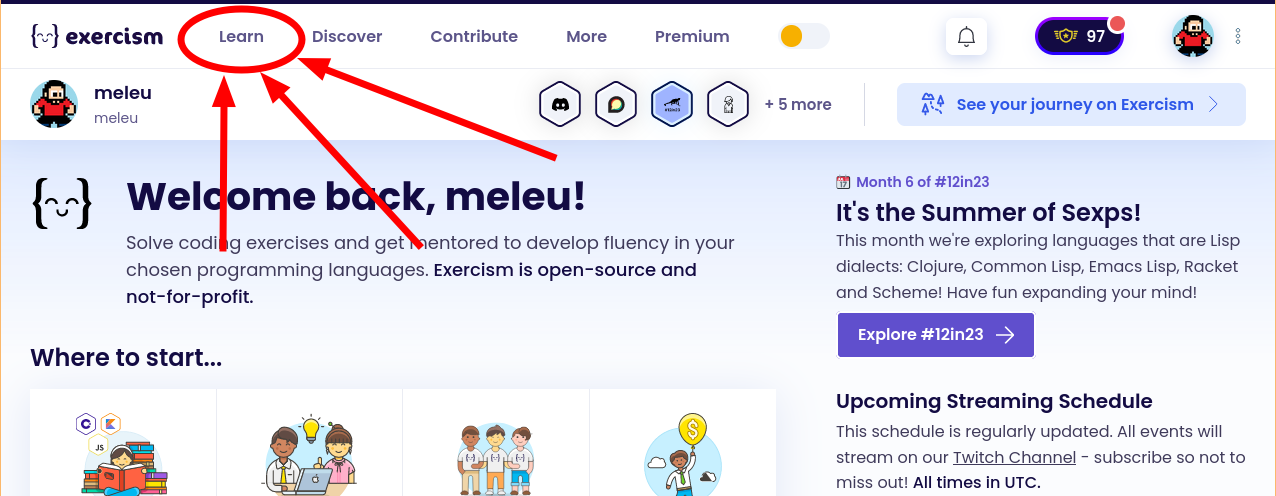 exercism
Learn
Discover
Contribute
More
Premium
97
meleu
meleu
+ 5 more
See your journey on Exercism
Welcome back, meleu!
Solve coding exercises and get mentored to develop fluency in your
chosen programming languages. Exercism is open-source and
not-for-profit.
Where to start...
C
K
JS
$
17
Month 6 of #12in23
It's the Summer of Sexps!
This month we're exploring languages that are Lisp
dialects: Clojure, Common Lisp, Emacs Lisp, Racket
and Scheme! Have fun expanding your mind!
Explore #12in23
Upcoming Streaming Schedule
This schedule is regularly updated. All events will
stream on our Twitch Channel - subscribe so not to
miss out! All times in UTC.